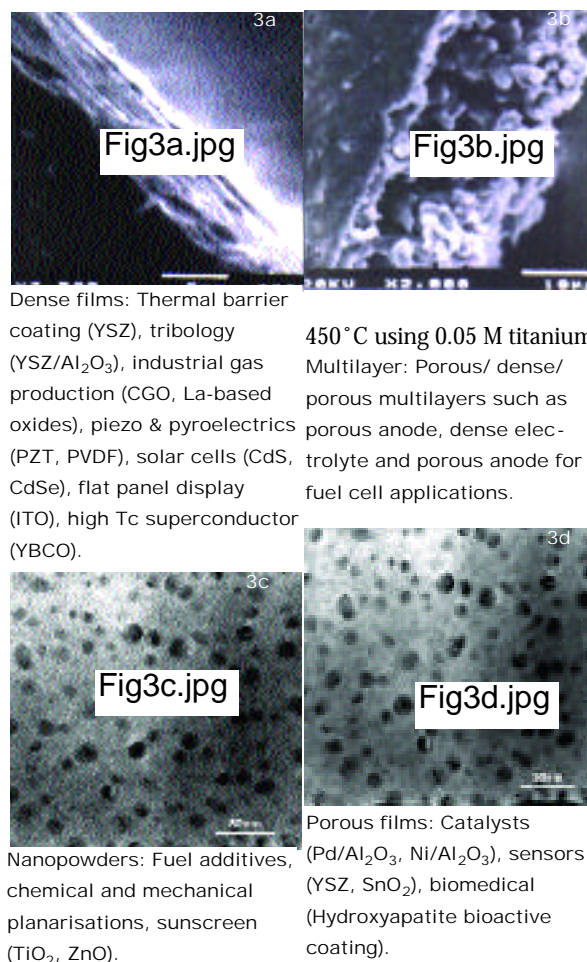 3a
Fig3a.jpg
Dense films: Thermal barrier
coating (YSZ), tribology
(YSZ/Al₂O₃), industrial gas
production (CGO, La-based
oxides), piezo & pyroelectrics
(PZT, PVDF), solar cells (CdS,
CdSe), flat panel display
(ITO), high Tc superconductor
(YBCO).
3b
Fig3b.jpg
X2.000 10µm
450°C using 0.05 M titanium
Multilayer: Porous/ dense/
porous multilayers such as
porous anode, dense elec-
trolyte and porous anode for
fuel cell applications.
3c
Fig3c.jpg
Nanopowders: Fuel additives,
chemical and mechanical
planarisations, sunscreen
(TiO₂, ZnO).
3d
Fig3d.jpg
Porous films: Catalysts
(Pd/Al₂O₃, Ni/Al₂O₃), sensors
(YSZ, SnO₂), biomedical
(Hydroxyapatite bioactive
coating).